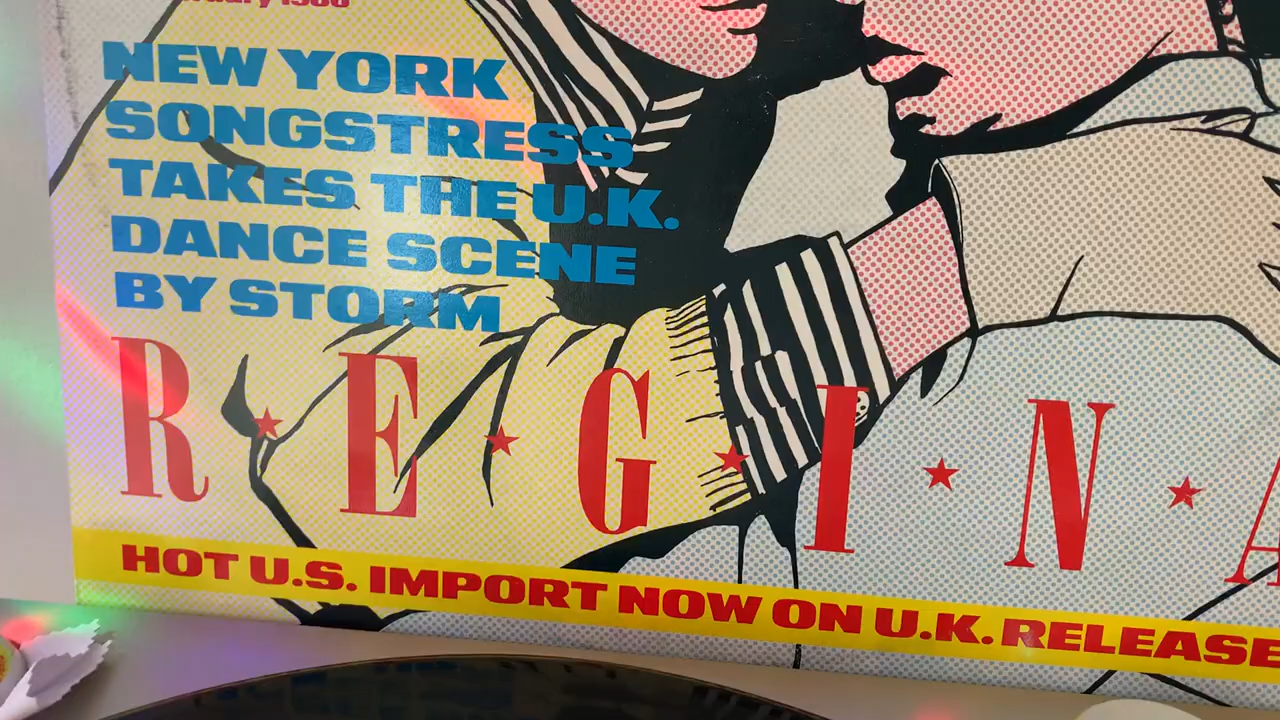 NEW YORK
SONGSTRESS
TAKES THE U.K.
DANCE SCENE
BY STORM
R★E★G★I★N★A
HOT U.S. IMPORT NOW ON U.K. RELEASE